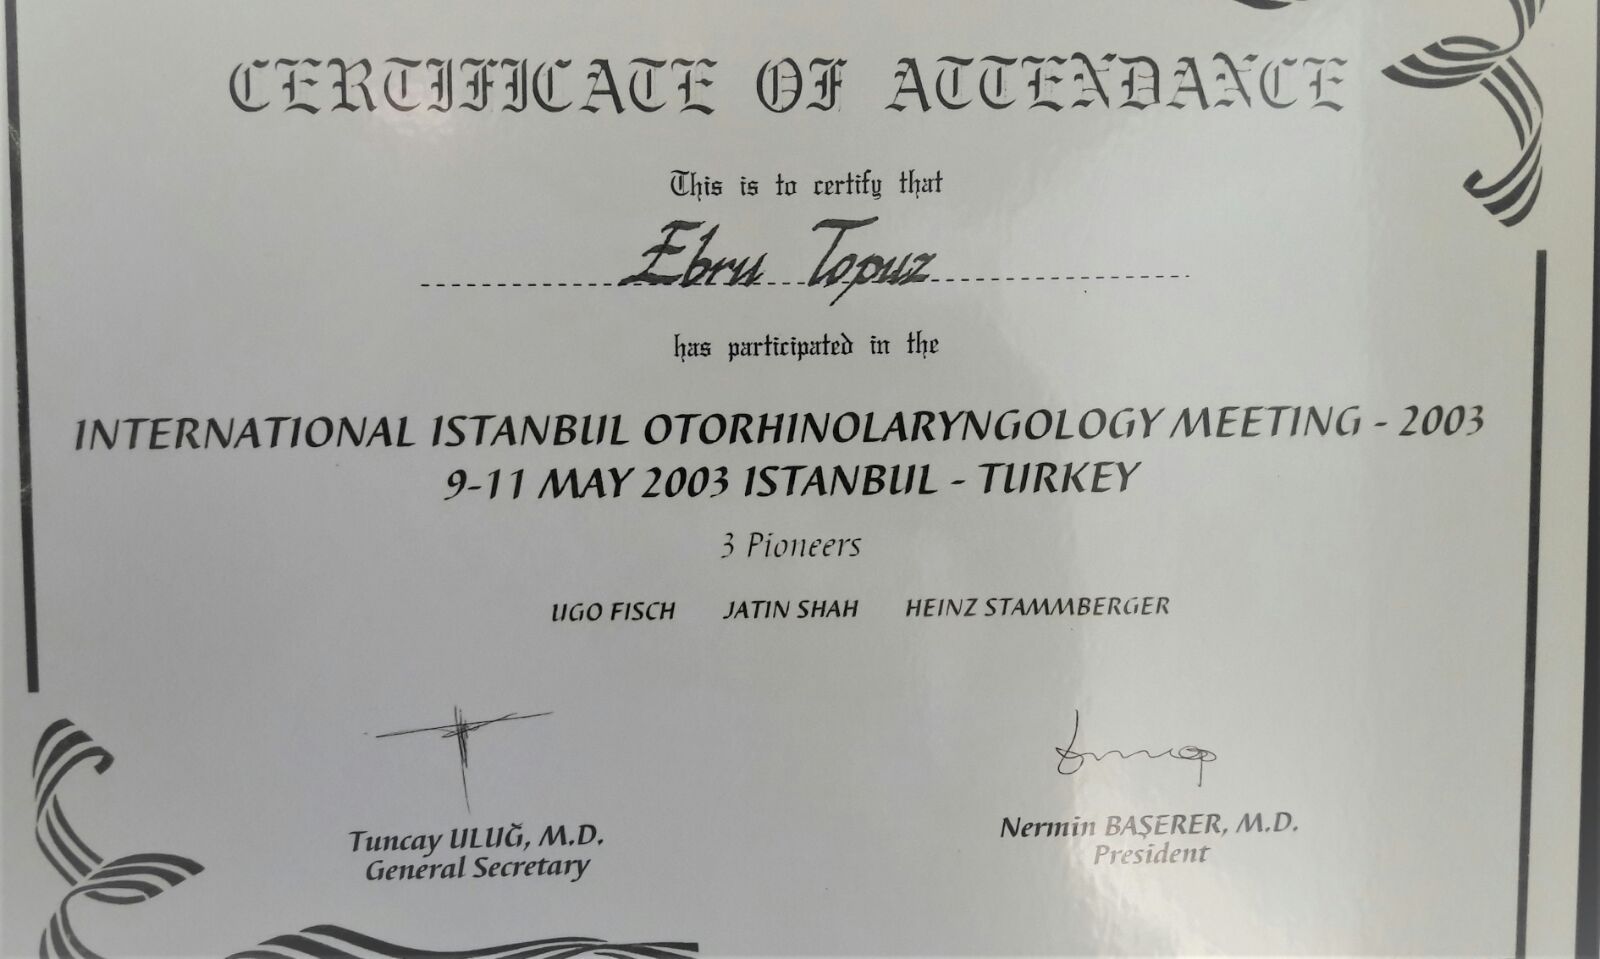 CERTIFICATE OF ATTENDANCE
This is to certify that
Ebru Topuz
has participated in the
INTERNATIONAL ISTANBUL OTORHINOLARYNGOLOGY MEETING - 2003
9-11 MAY 2003 ISTANBUL - TURKEY
3 Pioneers
UGO FISCH JATIN SHAH HEINZ STAMMBERGER
Tuncay ULUĞ, M.D.
General Secretary
Nermin BAŞERER, M.D.
President